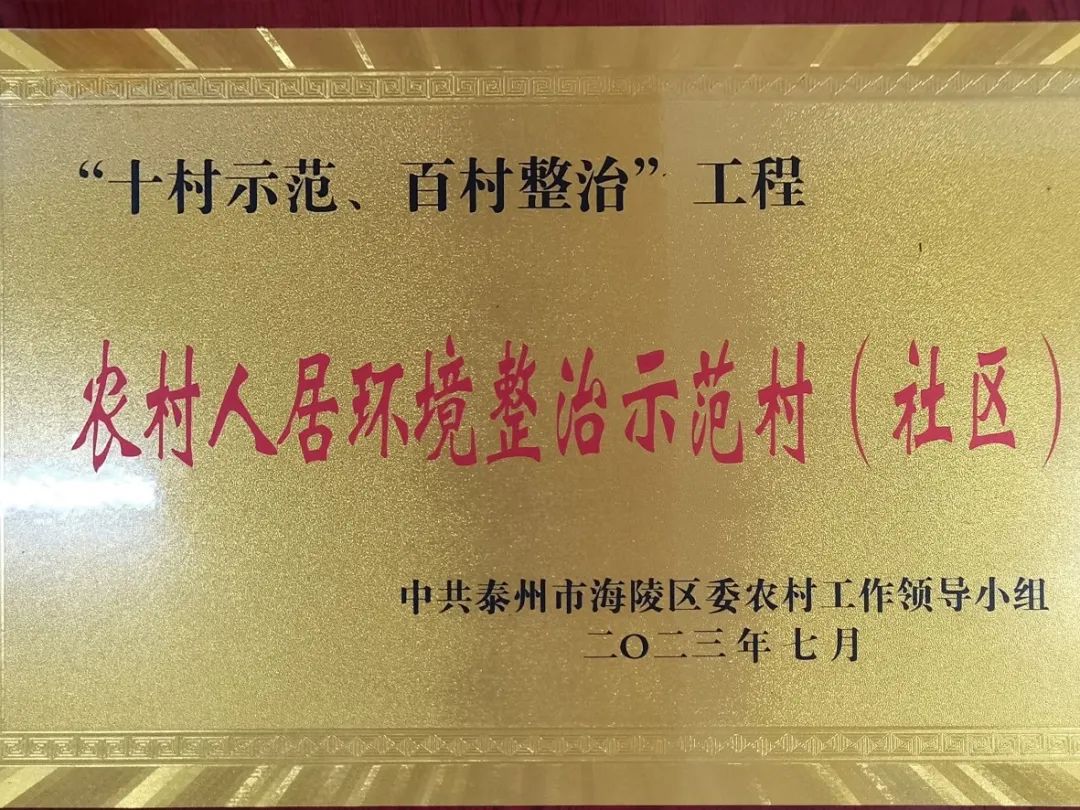 “十村示范、百村整治”工程
农村人居环境整治示范村（社区）
中共泰州市海陵区委农村工作领导小组
二〇二三年七月